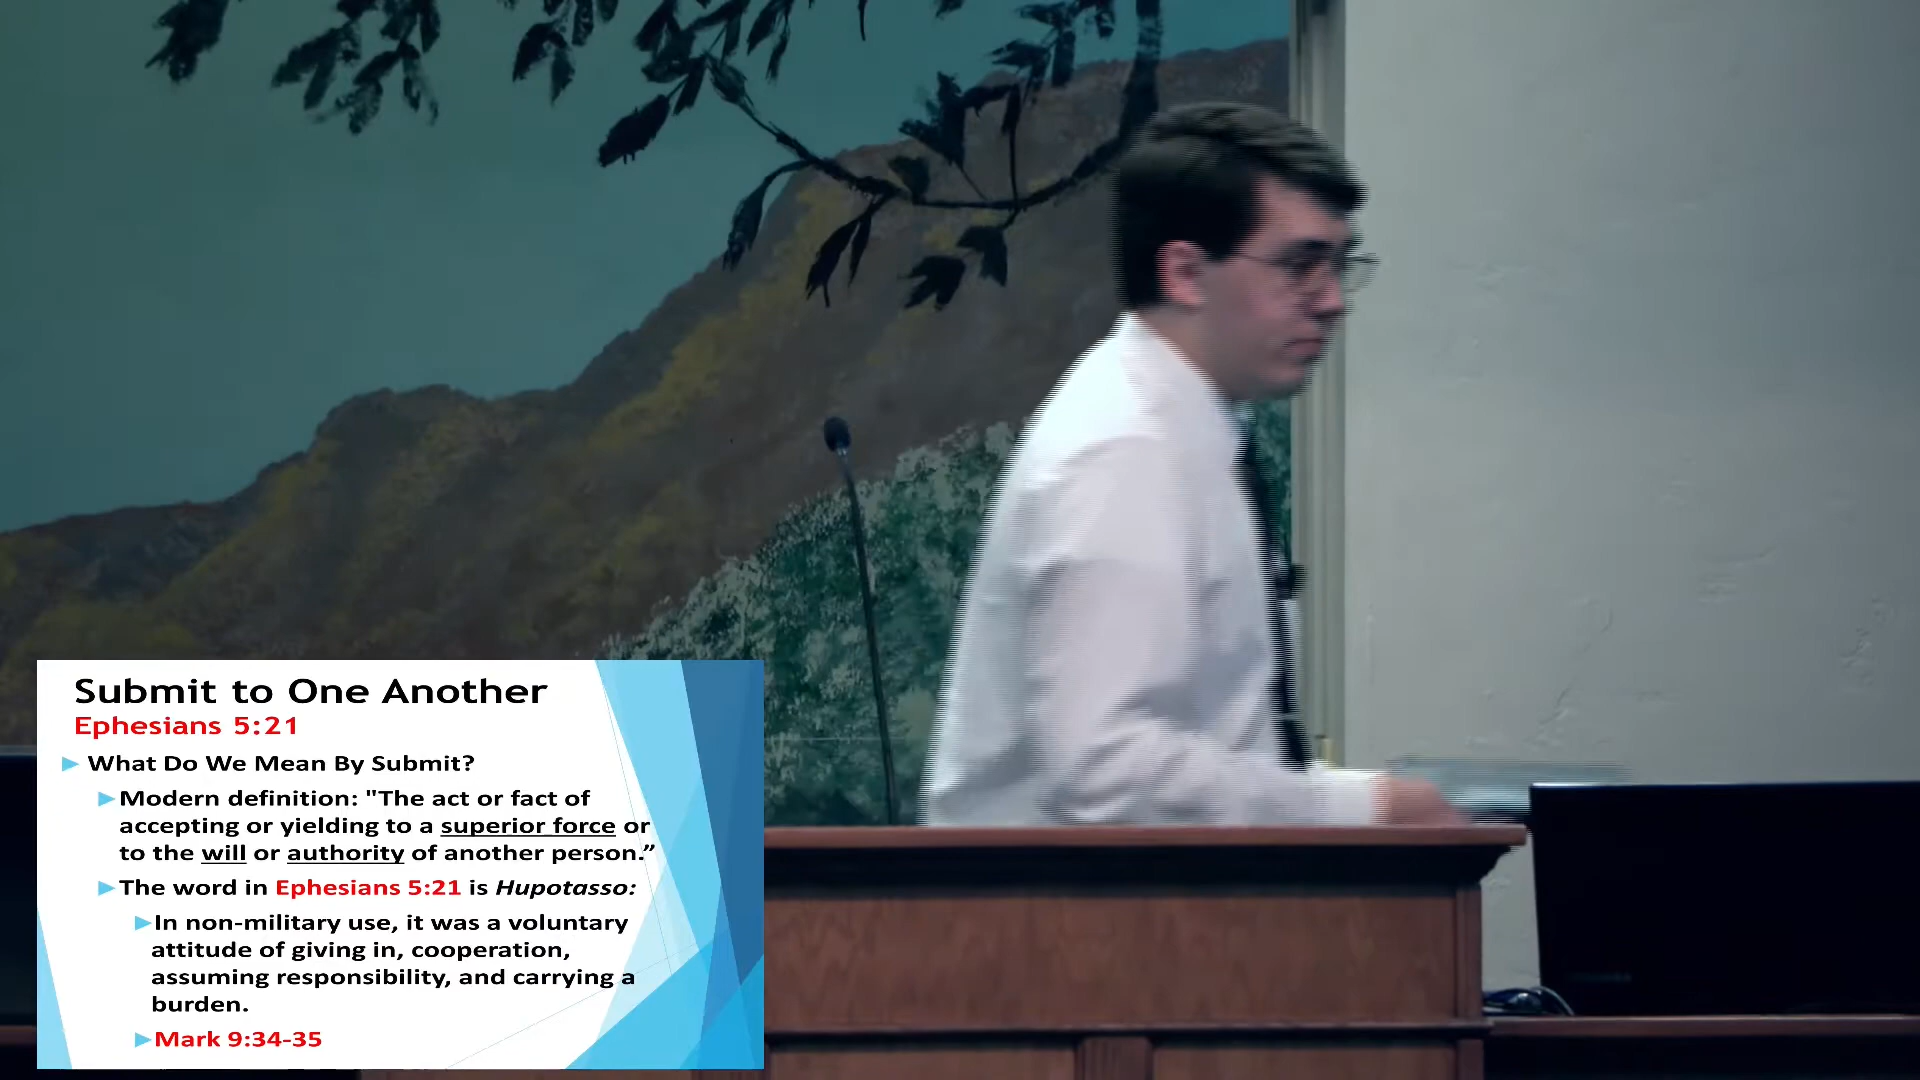 Submit to One Another
Ephesians 5:21
What Do We Mean By Submit?
Modern definition: "The act or fact of
accepting or yielding to a superior force or
to the will or authority of another person.”
The word in Ephesians 5:21 is Hupotasso:
In non-military use, it was a voluntary
attitude of giving in, cooperation,
assuming responsibility, and carrying a
burden.
Mark 9:34-35